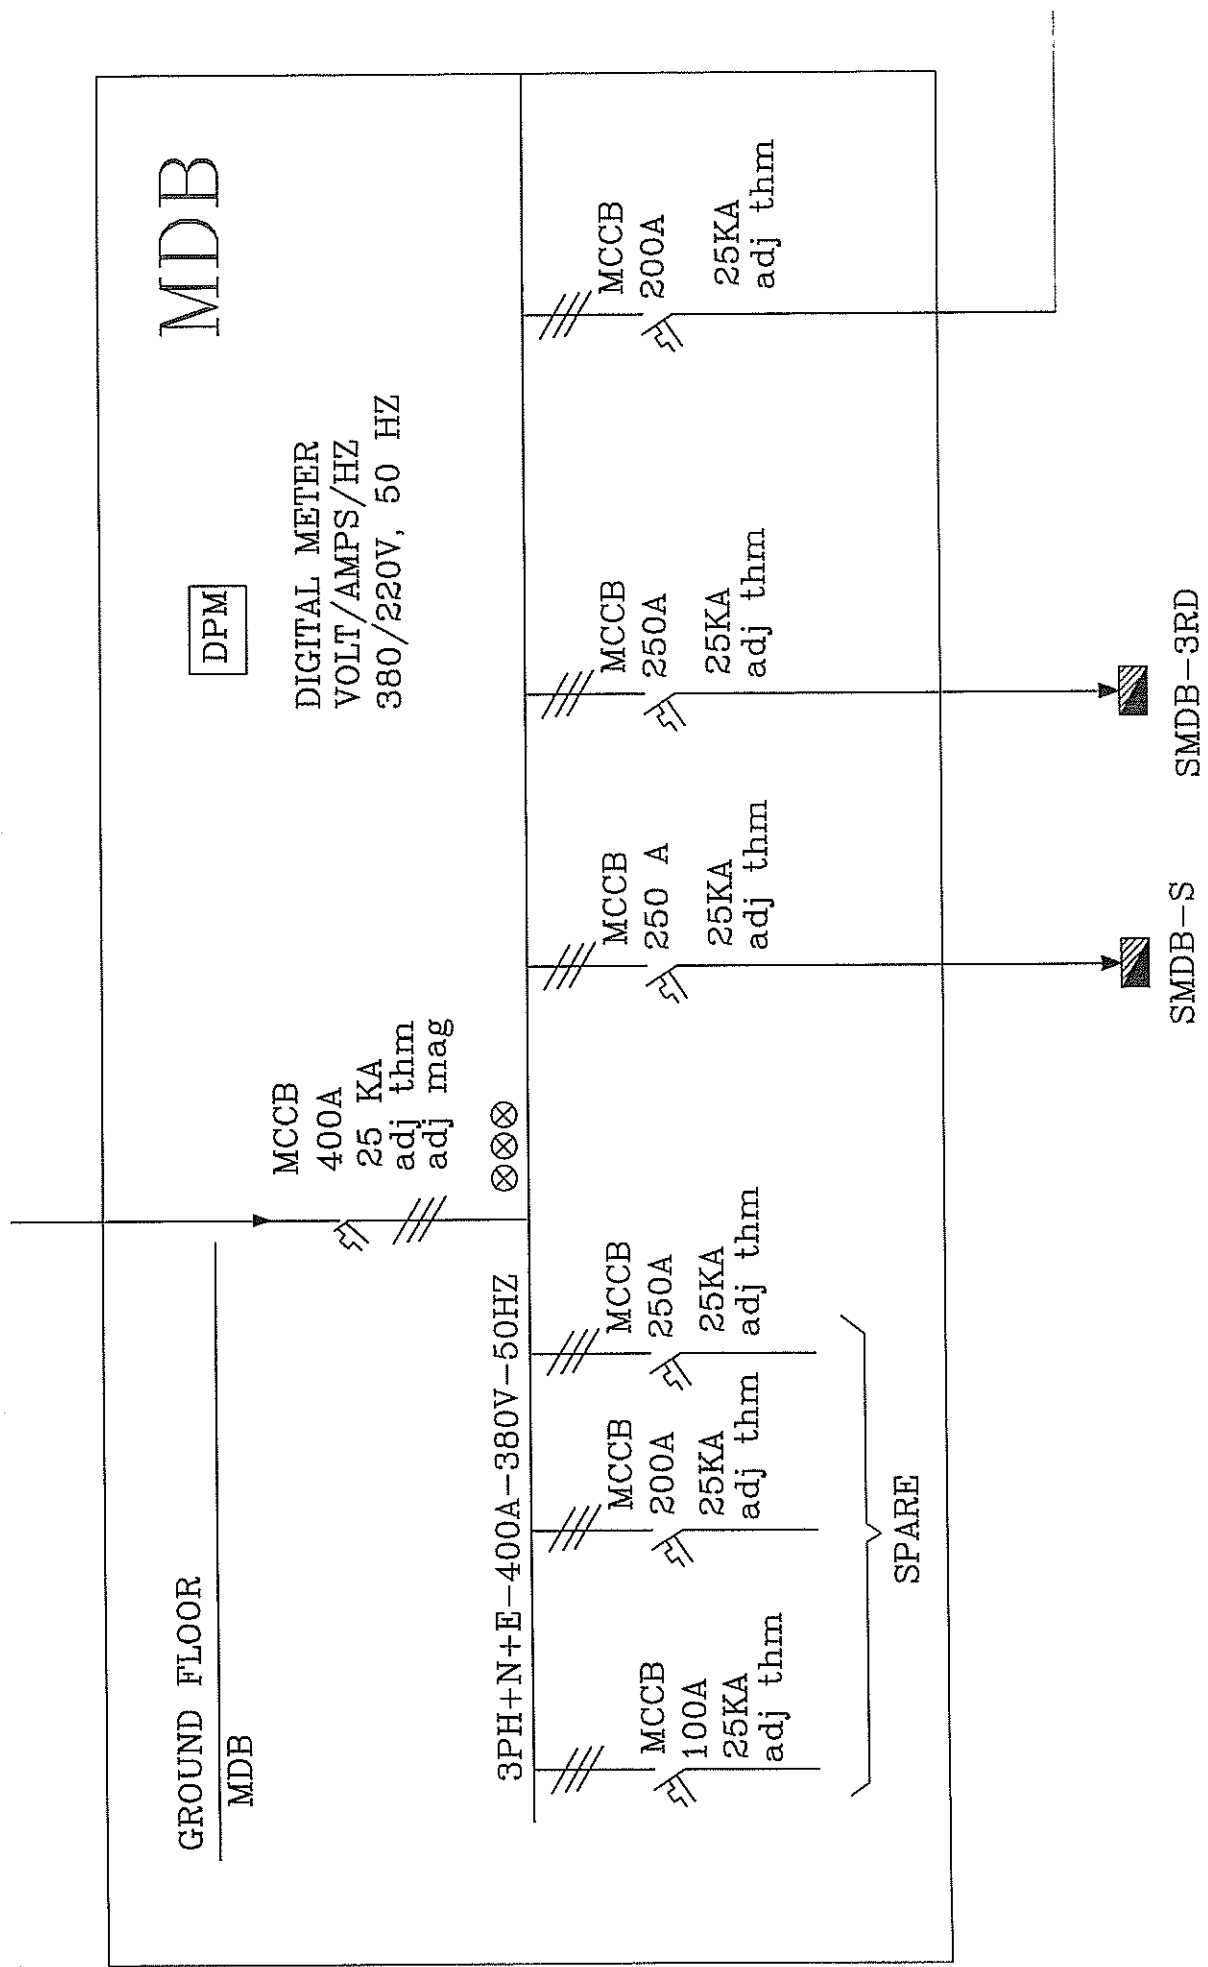 GROUND FLOOR
MDB
MDB
DPM
DIGITAL METER
VOLT/AMPS/HZ
380/220V, 50 HZ
MCCB
400A
25 KA
adj thm
adj mag
3PH+N+E-400A-380V-50HZ
MCCB
100A
25KA
adj thm
MCCB
200A
25KA
adj thm
MCCB
250A
25KA
adj thm
SPARE
MCCB
250 A
25KA
adj thm
SMDB-S
MCCB
250A
25KA
adj thm
SMDB-3RD
MCCB
200A
25KA
adj thm